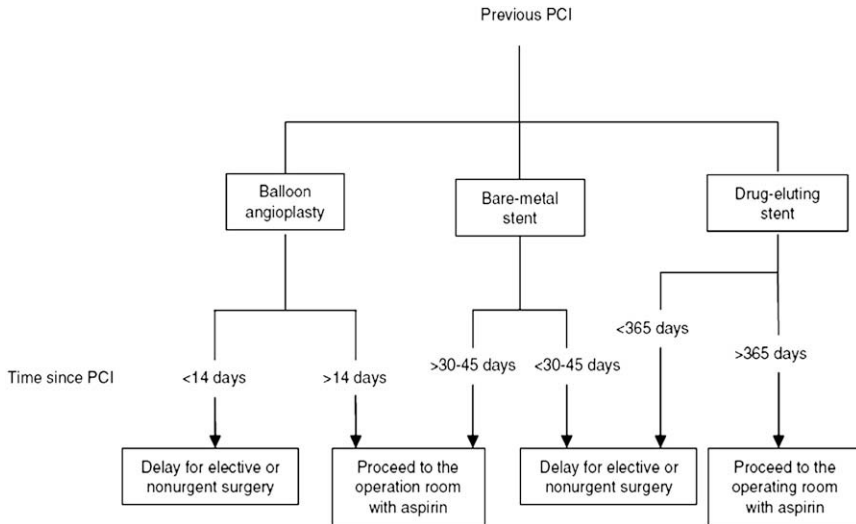 Previous PCI
Balloon
angioplasty
Bare-metal
stent
Drug-eluting
stent
<365 days
>365 days
Time since PCI
<14 days
>14 days
>30-45 days
<30-45 days
Delay for elective or
nonurgent surgery
Proceed to the
operation room
with aspirin
Delay for elective or
nonurgent surgery
Proceed to the
operating room
with aspirin